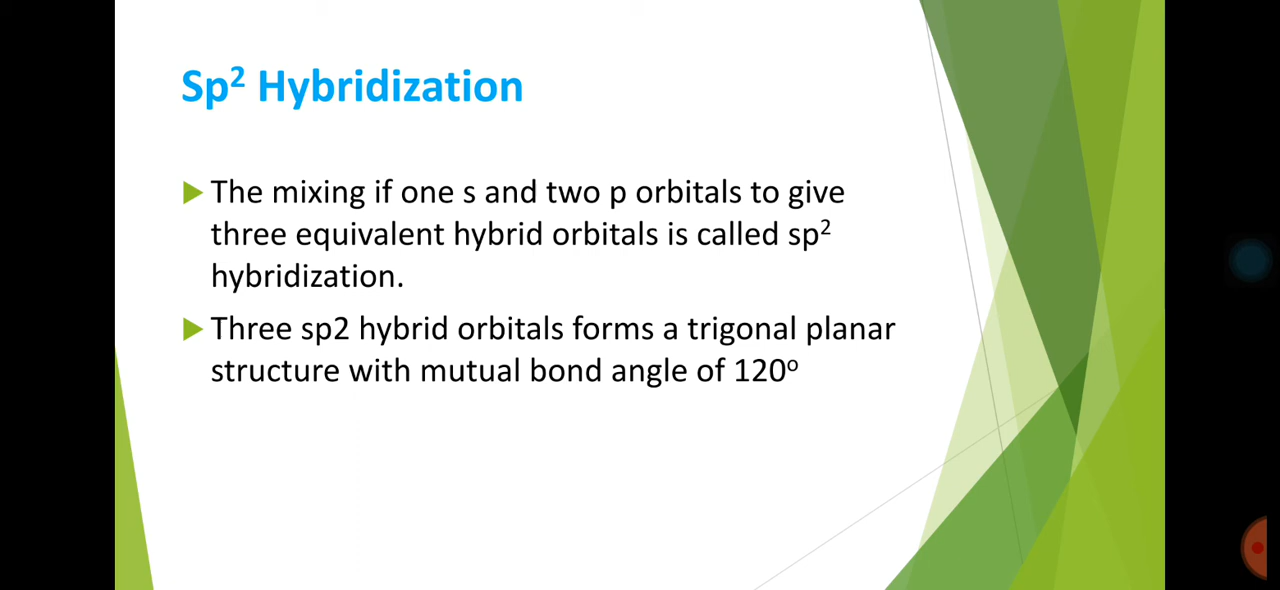 Sp² Hybridization
The mixing if one s and two p orbitals to give
three equivalent hybrid orbitals is called sp²
hybridization.
Three sp2 hybrid orbitals forms a trigonal planar
structure with mutual bond angle of 120º